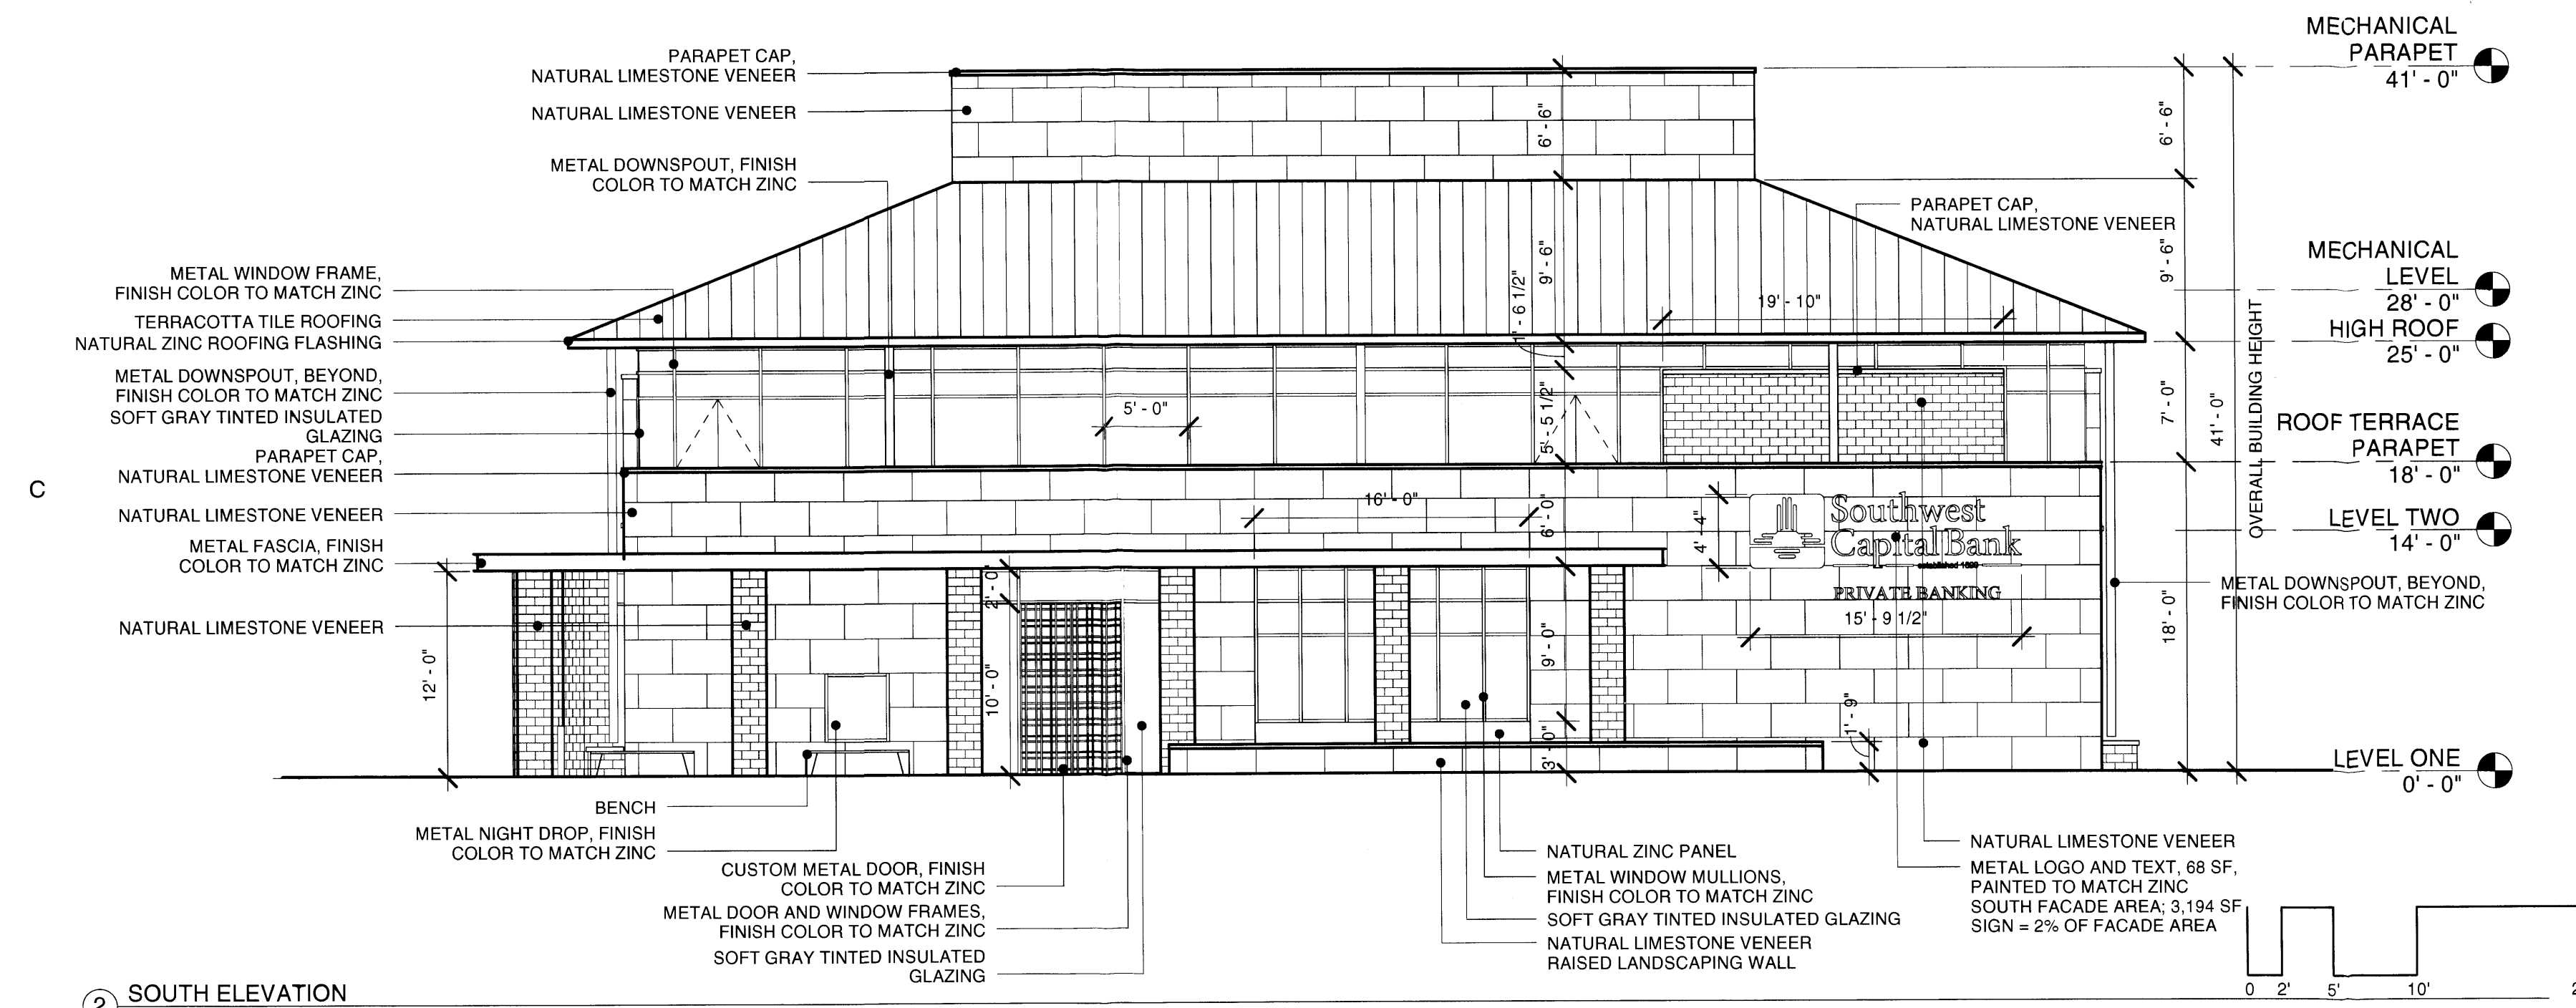 MECHANICAL
PARAPET
41' - 0"
PARAPET CAP,
NATURAL LIMESTONE VENEER
NATURAL LIMESTONE VENEER
6' - 6"
6' - 6"
METAL DOWNSPOUT, FINISH
COLOR TO MATCH ZINC
PARAPET CAP,
NATURAL LIMESTONE VENEER
METAL WINDOW FRAME,
FINISH COLOR TO MATCH ZINC
TERRACOTTA TILE ROOFING
NATURAL ZINC ROOFING FLASHING
9' - 6"
1' - 6 1/2"
19' - 10"
9' - 6"
MECHANICAL
LEVEL
28' - 0"
HIGH ROOF
25' - 0"
METAL DOWNSPOUT, BEYOND,
FINISH COLOR TO MATCH ZINC
SOFT GRAY TINTED INSULATED
GLAZING
PARAPET CAP,
NATURAL LIMESTONE VENEER
5' - 0"
5' - 5 1/2"
7' - 0"
41' - 0"
OVERALL BUILDING HEIGHT
ROOF TERRACE
PARAPET
18' - 0"
C
NATURAL LIMESTONE VENEER
METAL FASCIA, FINISH
COLOR TO MATCH ZINC
16' - 0"
6' - 0"
4' - 4"
Southwest
Capital Bank
established 1890
PRIVATE BANKING
15' - 9 1/2"
LEVEL TWO
14' - 0"
METAL DOWNSPOUT, BEYOND,
FINISH COLOR TO MATCH ZINC
NATURAL LIMESTONE VENEER
12' - 0"
2' - 0"
10' - 0"
9' - 0"
3' - 0"
1' - 9"
18' - 0"
LEVEL ONE
0' - 0"
BENCH
METAL NIGHT DROP, FINISH
COLOR TO MATCH ZINC
CUSTOM METAL DOOR, FINISH
COLOR TO MATCH ZINC
METAL DOOR AND WINDOW FRAMES,
FINISH COLOR TO MATCH ZINC
SOFT GRAY TINTED INSULATED
GLAZING
NATURAL ZINC PANEL
METAL WINDOW MULLIONS,
FINISH COLOR TO MATCH ZINC
SOFT GRAY TINTED INSULATED GLAZING
NATURAL LIMESTONE VENEER
RAISED LANDSCAPING WALL
NATURAL LIMESTONE VENEER
METAL LOGO AND TEXT, 68 SF,
PAINTED TO MATCH ZINC
SOUTH FACADE AREA; 3,194 SF
SIGN = 2% OF FACADE AREA
0 2' 5' 10'
2 SOUTH ELEVATION